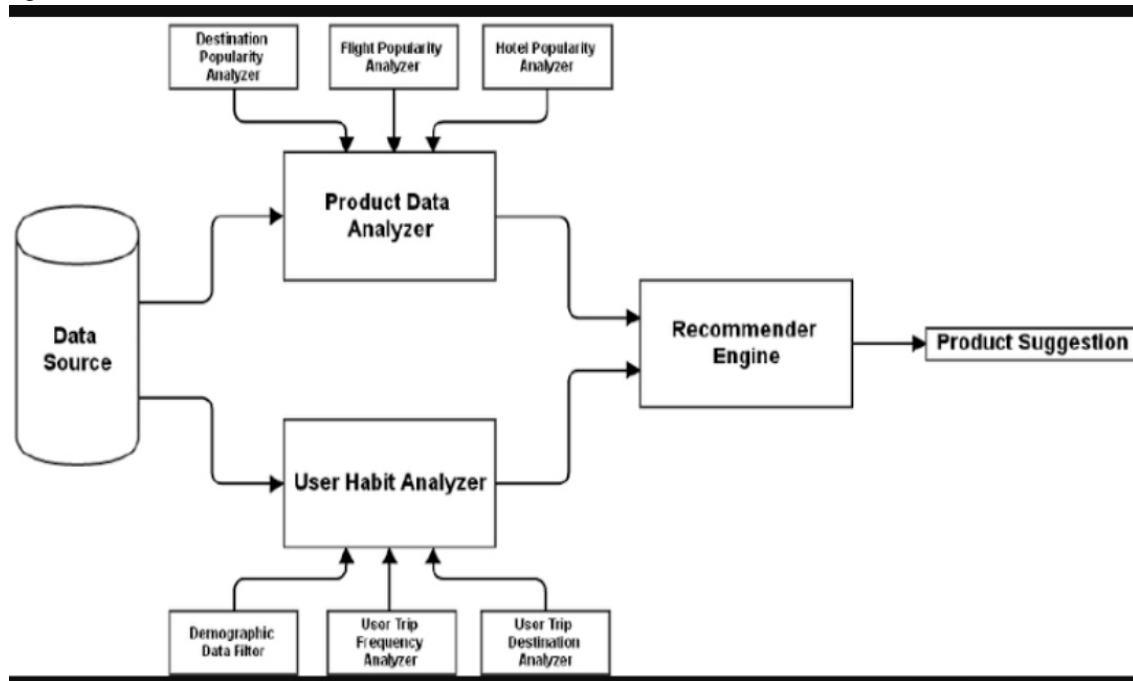 Destination
Popularity
Analyzer
Flight Popularity
Analyzer
Hotel Popularity
Analyzer
Product Data
Analyzer
Data
Source
Recommender
Engine
Product Suggestion
User Habit Analyzer
Demographic
Data Filter
User Trip
Frequency
Analyzer
User Trip
Destination
Analyzer